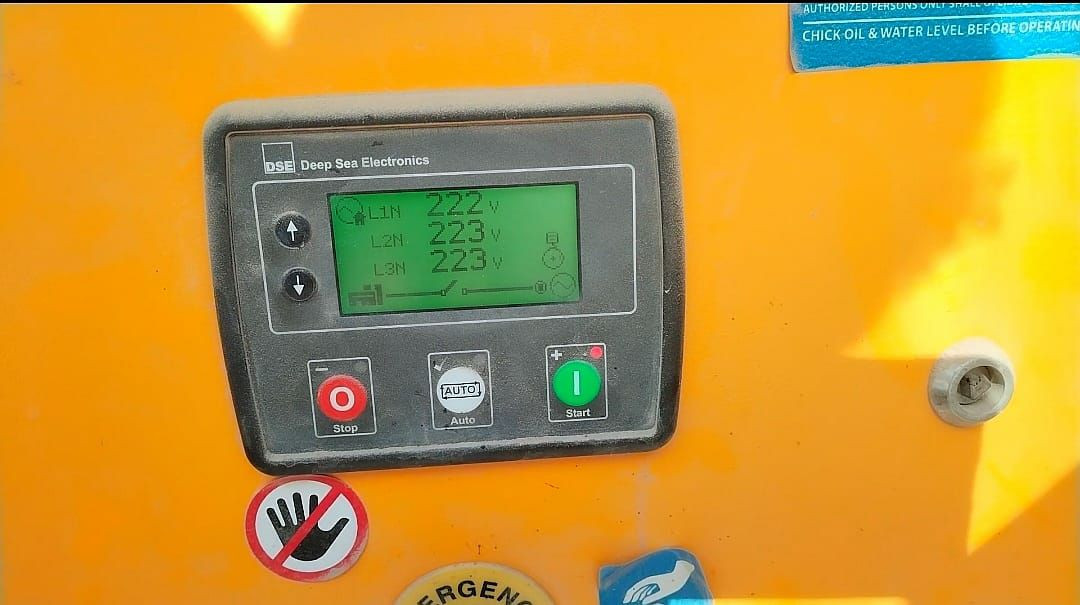 AUTHORIZED PERSONS ONLY SHALL
CHICK OIL & WATER LEVEL BEFORE OPERATIN
DSE Deep Sea Electronics
L1N 222 V
L2N 223 V
L3N 223 V
Stop
AUTO
Auto
Start
ERGENC